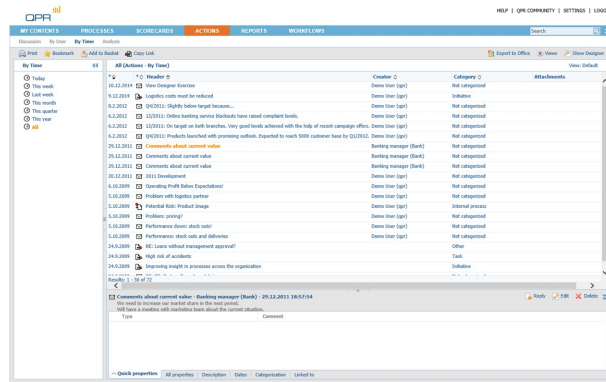 HELP | QPR COMMUNITY | SETTINGS | LOGO
QPR
MY CONTENTS PROCESSES SCORECARDS ACTIONS REPORTS WORKFLOWS Search
Discussion By User By Time Analysis
Print Bookmark Add to Basket Copy Link Export to Office Views Show Designer
By Time All (Actions - By Time) View: Default
Today
This week
Last week
This month
This quarter
This year
All
Header Creator Category Attachments
10.12.2014 View Designer Exercise Demo User (qpr) Not categorized
9.12.2014 Logistics costs must be reduced Demo User (qpr) Initiative
8.2.2012 Q4/2011: Slightly below target because... Demo User (qpr) Not categorized
6.2.2012 12/2011: Online banking service blackouts have raised complaint levels. Demo User (qpr) Not categorized
6.2.2012 12/2011: On target on both branches. Very good levels achieved with the help of recent campaign offers. Demo User (qpr) Not categorized
6.2.2012 Q4/2011: Products launched with promising outlook. Expected to reach 5000 customer base by Q1/2012. Demo User (qpr) Not categorized
29.12.2011 Comments about current value Banking manager (Bank) Not categorized
29.12.2011 Comments about current value Banking manager (Bank) Not categorized
29.12.2011 Comments about current value Banking manager (Bank) Not categorized
20.12.2011 2011 Development Demo User (qpr) Not categorized
6.10.2009 Operating Profit Below Expectations! Demo User (qpr) Not categorized
5.10.2009 Problem with logistics partner Demo User (qpr) Not categorized
5.10.2009 Potential Risk: Product Image Demo User (qpr) Internal process
5.10.2009 Problem: pricing? Demo User (qpr) Not categorized
5.10.2009 Performance down: stock outs! Demo User (qpr) Not categorized
5.10.2009 Performance: stock outs and deliveries Demo User (qpr) Not categorized
24.9.2009 RE: Loans without management approval? Other
24.9.2009 High risk of accidents Task
24.9.2009 Improving insight in processes across the organization Initiative
Results: 1 - 50 of 72
Comments about current value - Banking manager (Bank) - 29.12.2011 18:57:54 Reply Edit Delete
We need to increase our market share in the next period.
Will have a meeting with marketing team about the current situation.
Type Comment
Quick properties All properties Description Dates Categorization Linked to